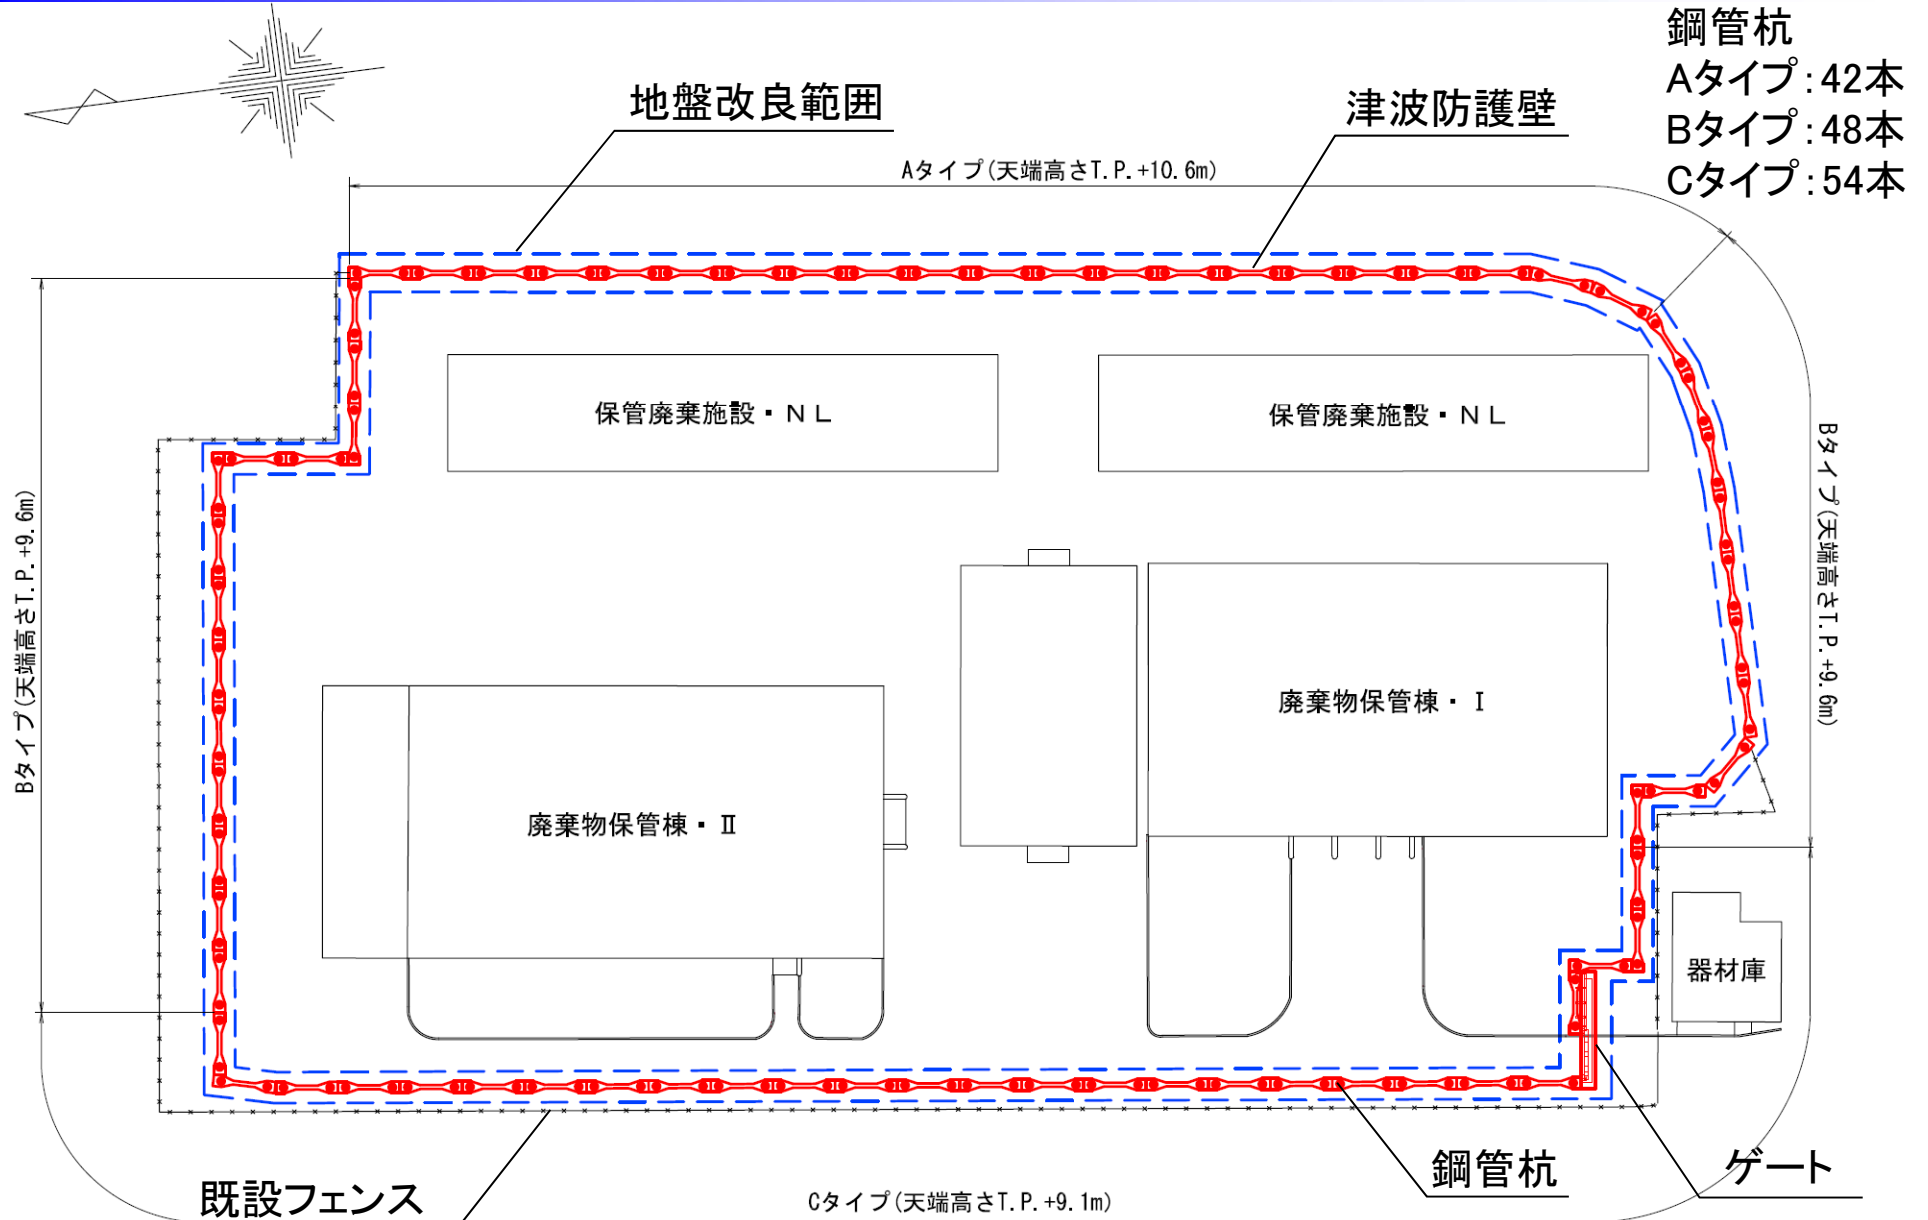 鋼管杭
Aタイプ:42本
Bタイプ:48本
Cタイプ:54本
地盤改良範囲
津波防護壁
Aタイプ(天端高さT.P.+10.6m)
保管廃棄施設・NL
保管廃棄施設・NL
Bタイプ(天端高さT.P.+9.6m)
Bタイプ(天端高さT.P.+9.6m)
廃棄物保管棟・Ⅰ
廃棄物保管棟・Ⅱ
器材庫
鋼管杭
ゲート
既設フェンス
Cタイプ(天端高さT.P.+9.1m)